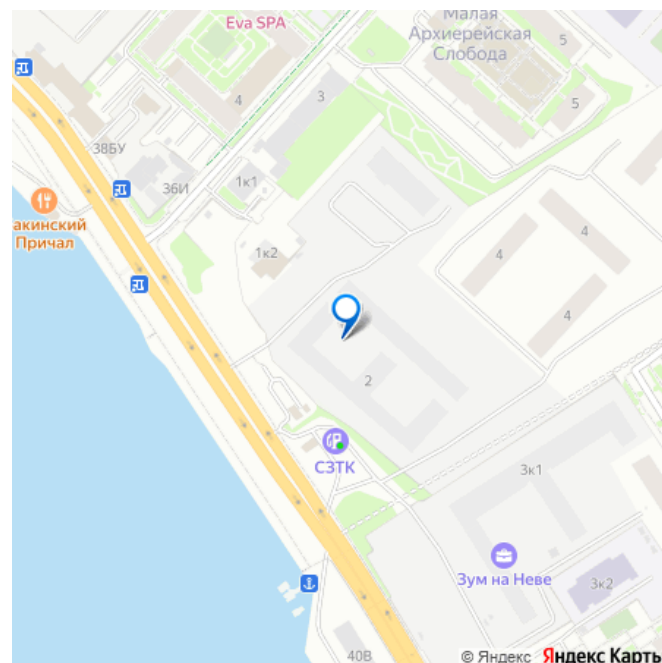 Eva SPA
Малая
Архиерейская
Слобода
5
4
3
5
38БУ
36И
1к1
акинский
Причал
1к2
4
4
4
2
СЗТК
3к1
Зум на Неве
3к2
40В
© Яндекс Яндекс Карты